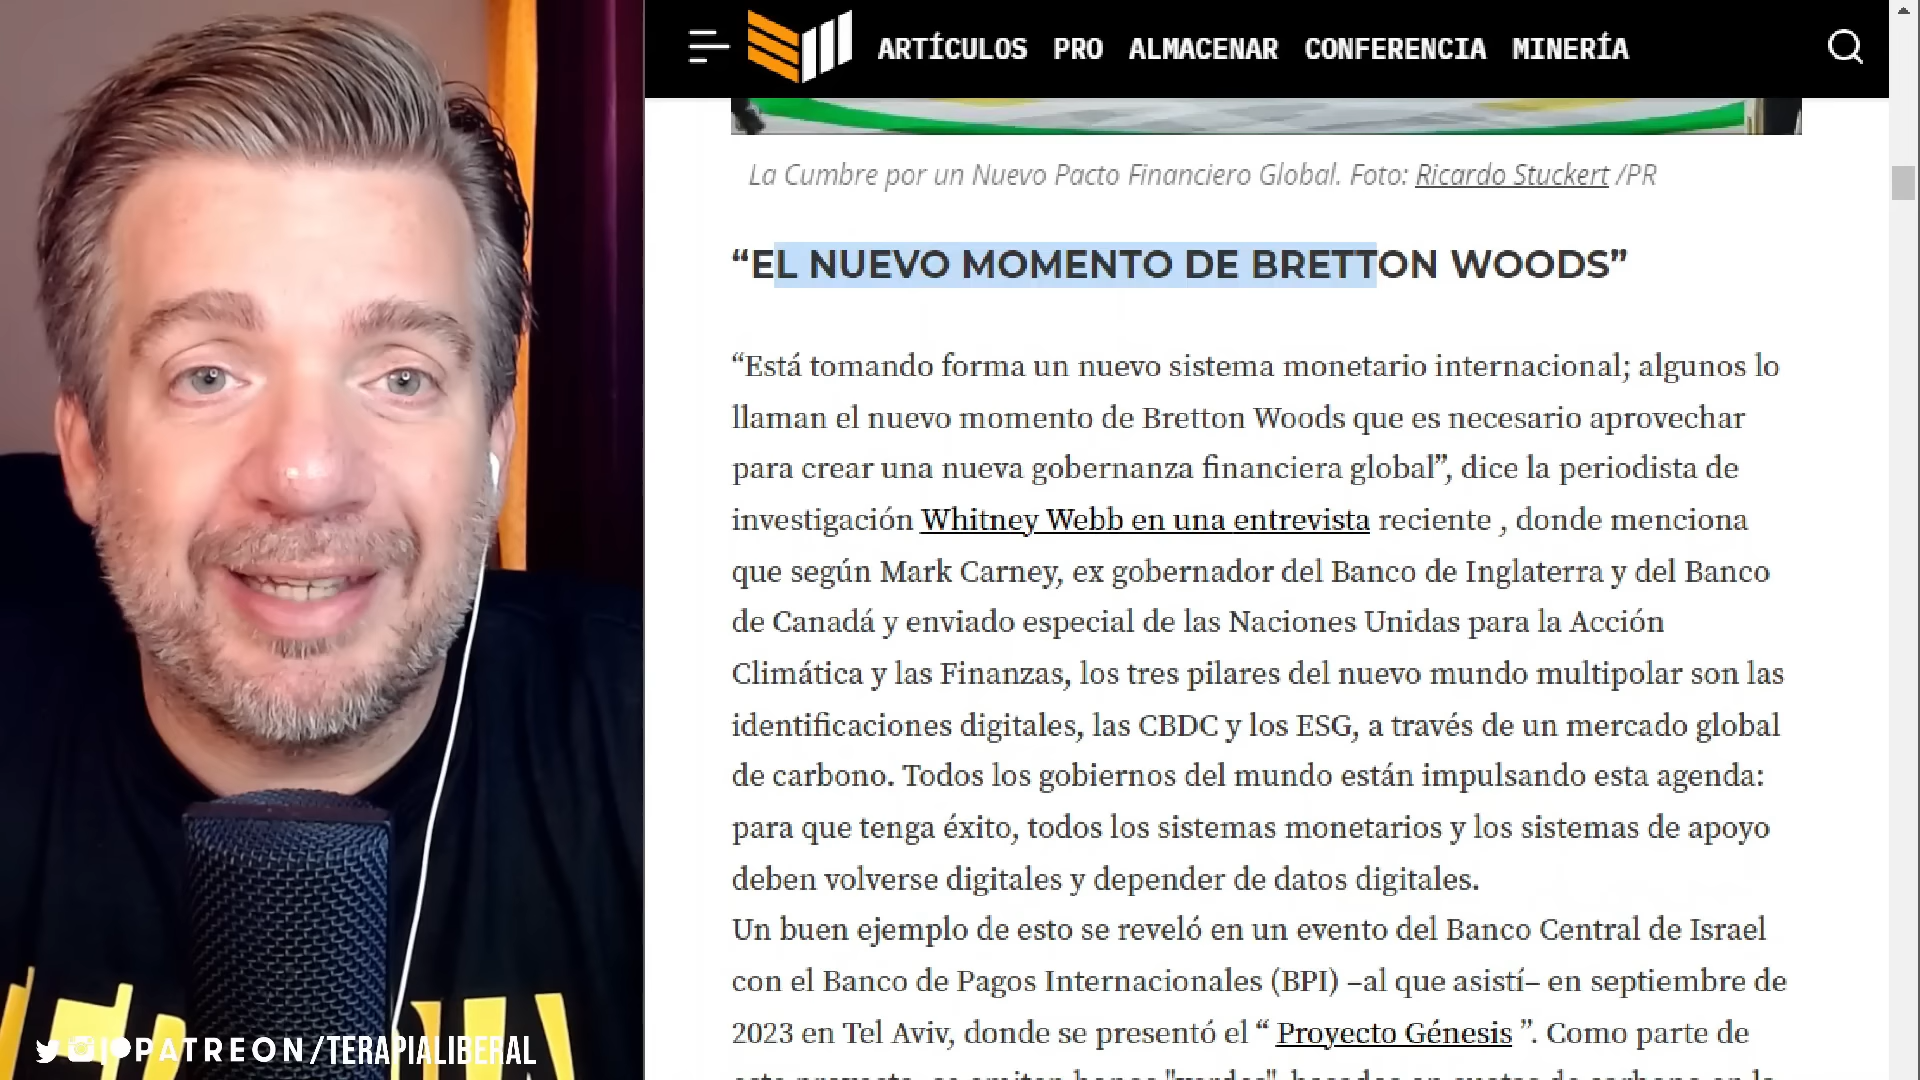 ARTÍCULOS PRO ALMACENAR CONFERENCIA MINERÍA
La Cumbre por un Nuevo Pacto Financiero Global. Foto: Ricardo Stuckert /PR
“EL NUEVO MOMENTO DE BRETTON WOODS”
“Está tomando forma un nuevo sistema monetario internacional; algunos lo
llaman el nuevo momento de Bretton Woods que es necesario aprovechar
para crear una nueva gobernanza financiera global”, dice la periodista de
investigación Whitney Webb en una entrevista reciente , donde menciona
que según Mark Carney, ex gobernador del Banco de Inglaterra y del Banco
de Canadá y enviado especial de las Naciones Unidas para la Acción
Climática y las Finanzas, los tres pilares del nuevo mundo multipolar son las
identificaciones digitales, las CBDC y los ESG, a través de un mercado global
de carbono. Todos los gobiernos del mundo están impulsando esta agenda:
para que tenga éxito, todos los sistemas monetarios y los sistemas de apoyo
deben volverse digitales y depender de datos digitales.
Un buen ejemplo de esto se reveló en un evento del Banco Central de Israel
con el Banco de Pagos Internacionales (BPI) –al que asistí– en septiembre de
2023 en Tel Aviv, donde se presentó el “ Proyecto Génesis ”. Como parte de
PATREON/TERAPIALIBERAL